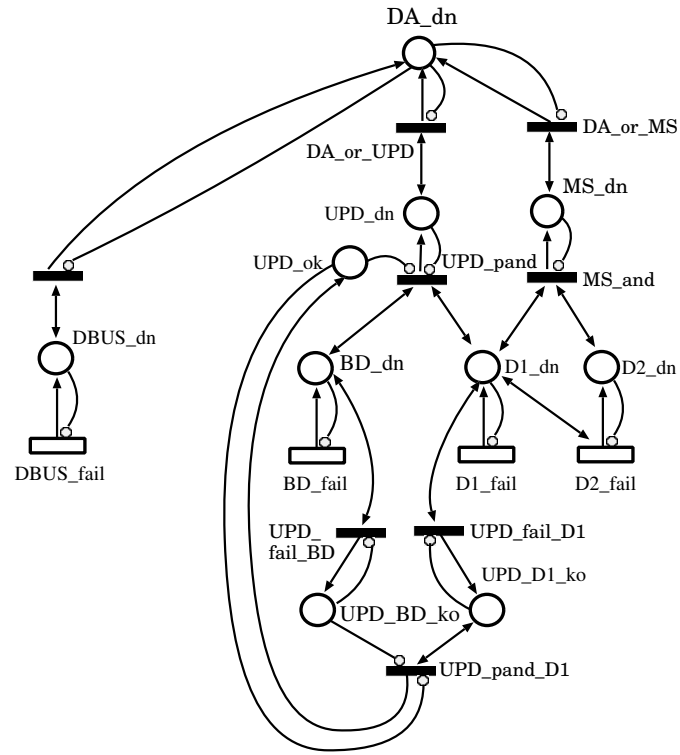 DA_dn
DA_or_UPD
DA_or_MS
UPD_dn
MS_dn
UPD_ok
UPD_pand
MS_and
DBUS_dn
BD_dn
D1_dn
D2_dn
DBUS_fail
BD_fail
D1_fail
D2_fail
UPD_
fail_BD
UPD_fail_D1
UPD_D1_ko
UPD_BD_ko
UPD_pand_D1